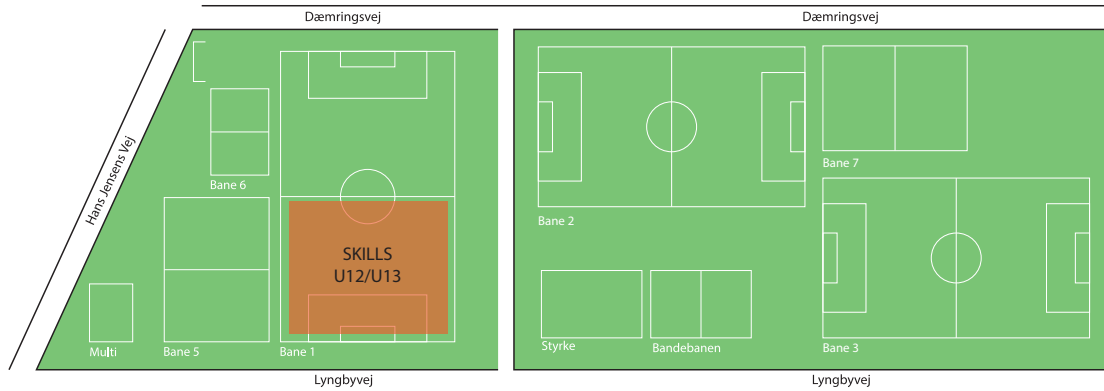 Dæmringsvej
Dæmringsvej
Hans Jensens Vej
Bane 6
Bane 7
Bane 2
SKILLS
U12/U13
Multi
Bane 5
Bane 1
Styrke
Bandebanen
Bane 3
Lyngbyvej
Lyngbyvej